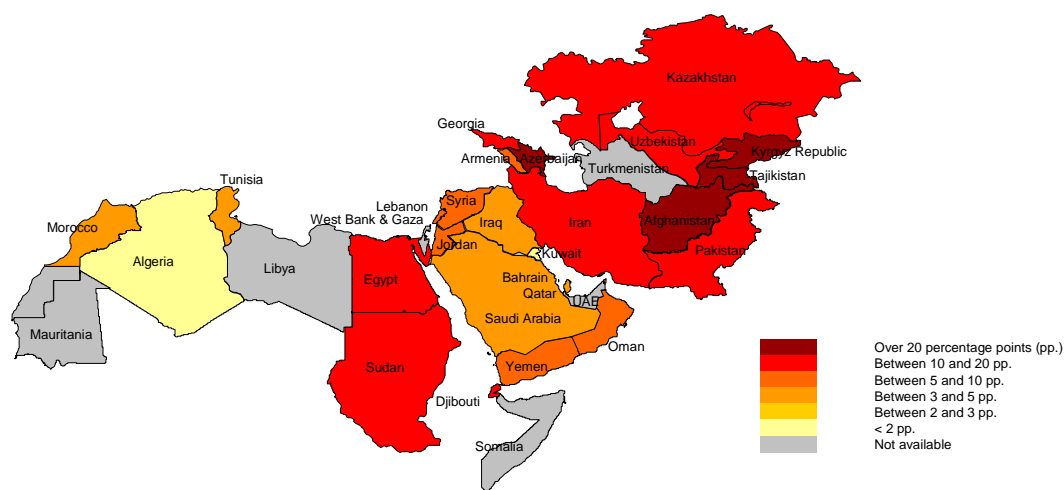 Kazakhstan
Georgia
Uzbekistan
Armenia
Azerbaijan
Kyrgyz Republic
Turkmenistan
Tajikistan
Tunisia
Lebanon
Syria
West Bank & Gaza
Iran
Afghanistan
Morocco
Iraq
Jordan
Pakistan
Algeria
Libya
Kuwait
Egypt
Bahrain
Qatar
UAE
Saudi Arabia
Mauritania
Oman
Sudan
Yemen
Djibouti
Somalia
Over 20 percentage points (pp.)
Between 10 and 20 pp.
Between 5 and 10 pp.
Between 3 and 5 pp.
Between 2 and 3 pp.
< 2 pp.
Not available